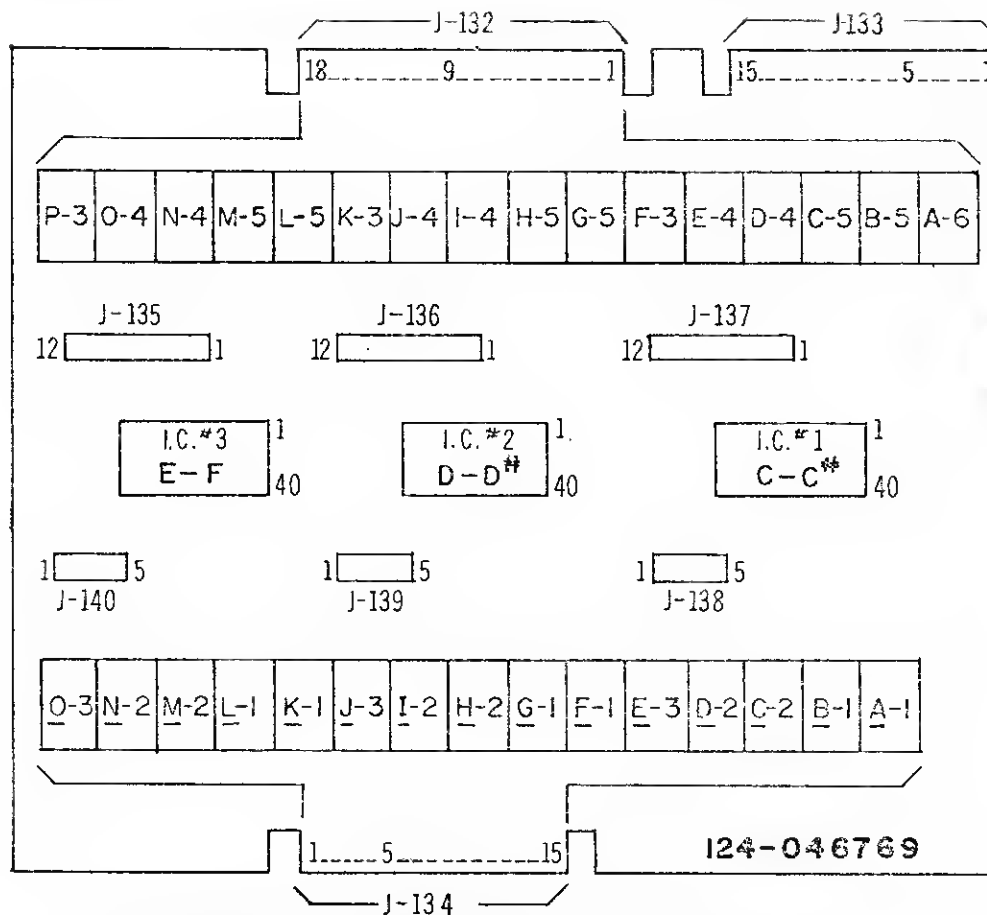 J-132 J-133
18 9 1 15 5 1
P-3 O-4 N-4 M-5 L-5 K-3 J-4 I-4 H-5 G-5 F-3 E-4 D-4 C-5 B-5 A-6
J-135 J-136 J-137
12 1 12 1 12 1
I.C.#3 1 I.C.#2 1 I.C.#1 1
E-F 40 D-D# 40 C-C# 40
1 5 1 5 1 5
J-140 J-139 J-138
O-3 N-2 M-2 L-1 K-1 J-3 I-2 H-2 G-1 F-1 E-3 D-2 C-2 B-1 A-1
1 5 15 124-046769
J-134